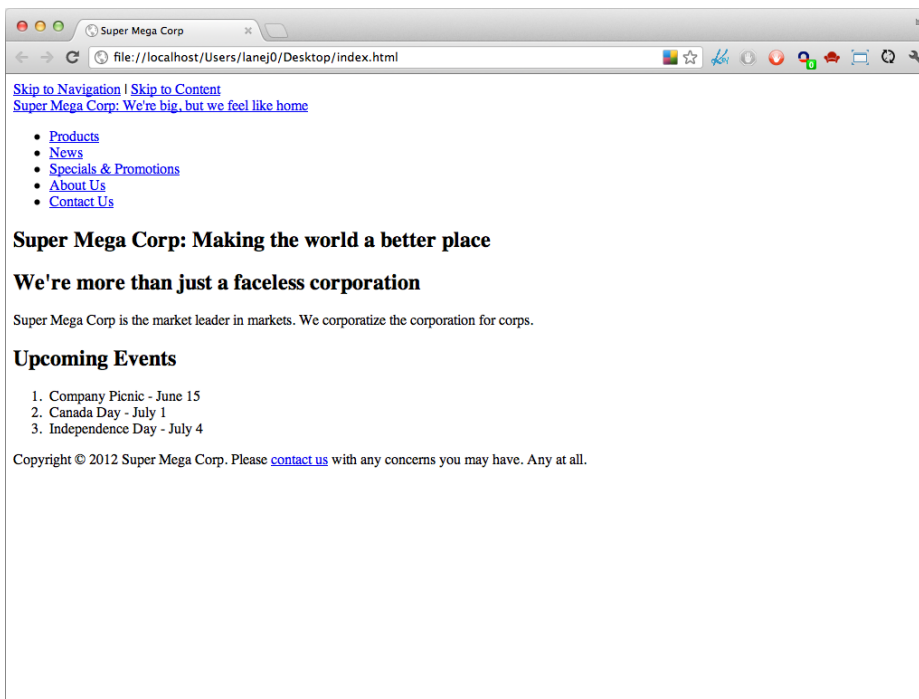 Super Mega Corp
file://localhost/Users/lanej0/Desktop/index.html
0
Skip to Navigation | Skip to Content
Super Mega Corp: We're big, but we feel like home
Products
News
Specials & Promotions
About Us
Contact Us
Super Mega Corp: Making the world a better place
We're more than just a faceless corporation
Super Mega Corp is the market leader in markets. We corporatize the corporation for corps.
Upcoming Events
1. Company Picnic - June 15
2. Canada Day - July 1
3. Independence Day - July 4
Copyright © 2012 Super Mega Corp. Please contact us with any concerns you may have. Any at all.